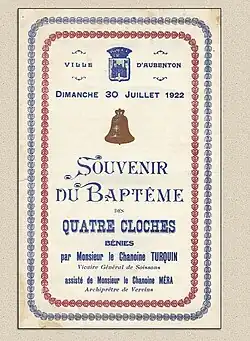 VILLE D'AUBENTON
DIMANCHE 30 JUILLET 1922
SOUVENIR
DU BAPTÊME
DES
QUATRE CLOCHES
BÉNIES
par Monsieur le Chanoine TURQUIN
Vicaire Général de Soissons
assisté de Monsieur le Chanoine MÉRA
Archiprêtre de Vervins